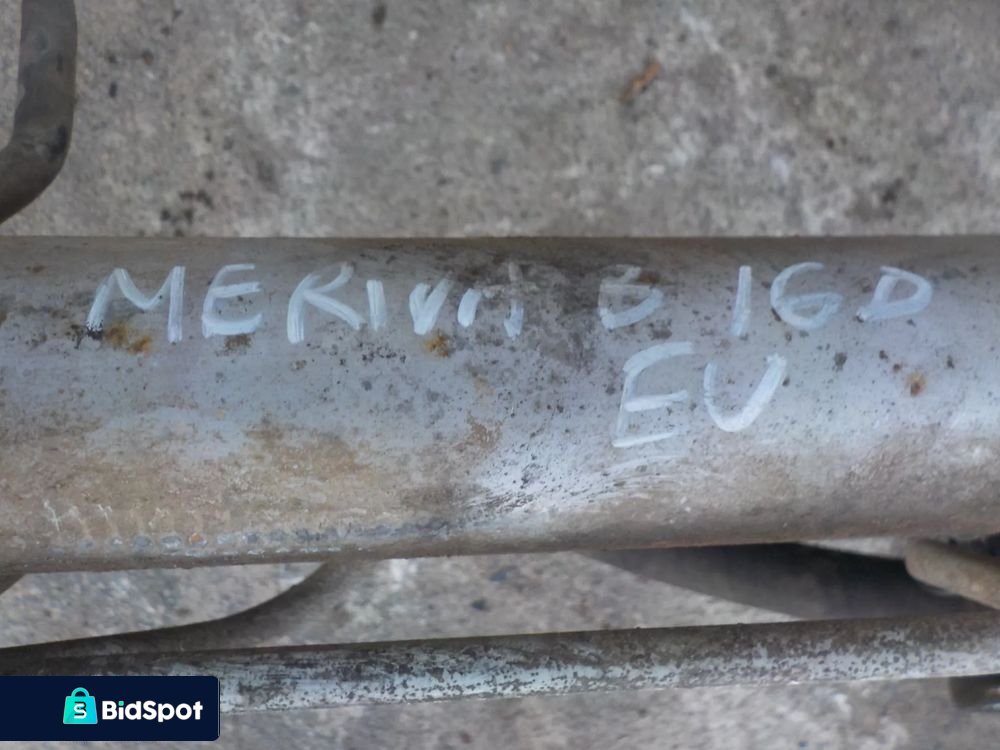 MERIVA B 16D
EU
BidSpot